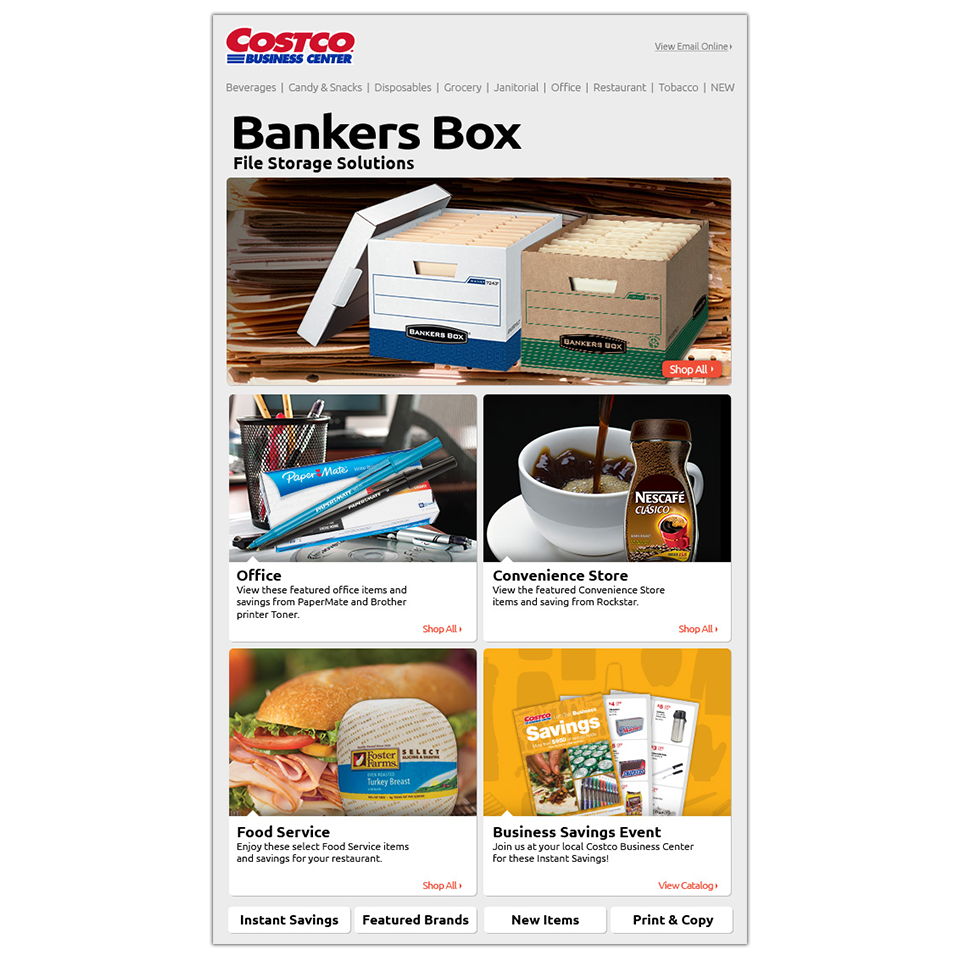 COSTCO
BUSINESS CENTER
View Email Online
Beverages | Candy & Snacks | Disposables | Grocery | Janitorial | Office | Restaurant | Tobacco | NEW
Bankers Box
File Storage Solutions
BANKERS BOX
BANKERS BOX
Shop All
Paper Mate
PAPERMATE
PAPERMATE
NESCAFÉ
CLÁSICO
Office
View these featured office items and
savings from PaperMate and Brother
printer Toner.
Shop All
Convenience Store
View the featured Convenience Store
items and saving from Rockstar.
Shop All
Foster
Farms
SELECT
OVEN ROASTED
Turkey Breast
COSTCO
Business
Savings
SNICKERS
Food Service
Enjoy these select Food Service items
and savings for your restaurant.
Shop All
Business Savings Event
Join us at your local Costco Business Center
for these Instant Savings!
View Catalog
Instant Savings
Featured Brands
New Items
Print & Copy